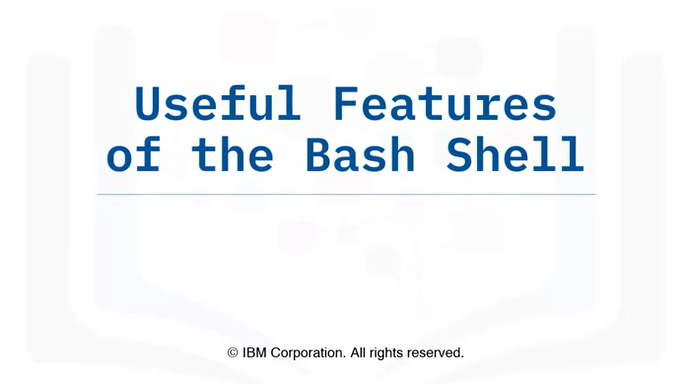 Useful Features
of the Bash Shell
© IBM Corporation. All rights reserved.